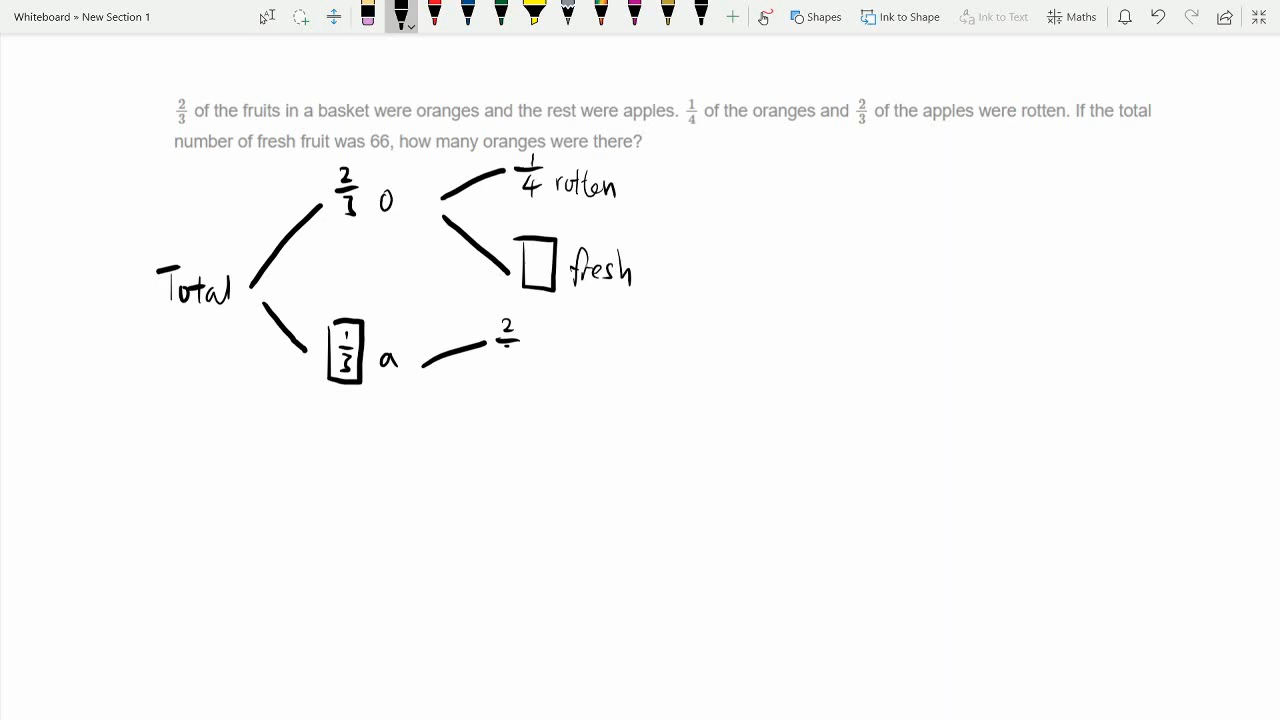 Whiteboard » New Section 1
Shapes
Ink to Shape
Ink to Text
Maths
2/3 of the fruits in a basket were oranges and the rest were apples. 1/4 of the oranges and 2/3 of the apples were rotten. If the total
number of fresh fruit was 66, how many oranges were there?
2/3 O
1/4 rotten
fresh
Total
1/3 a
2